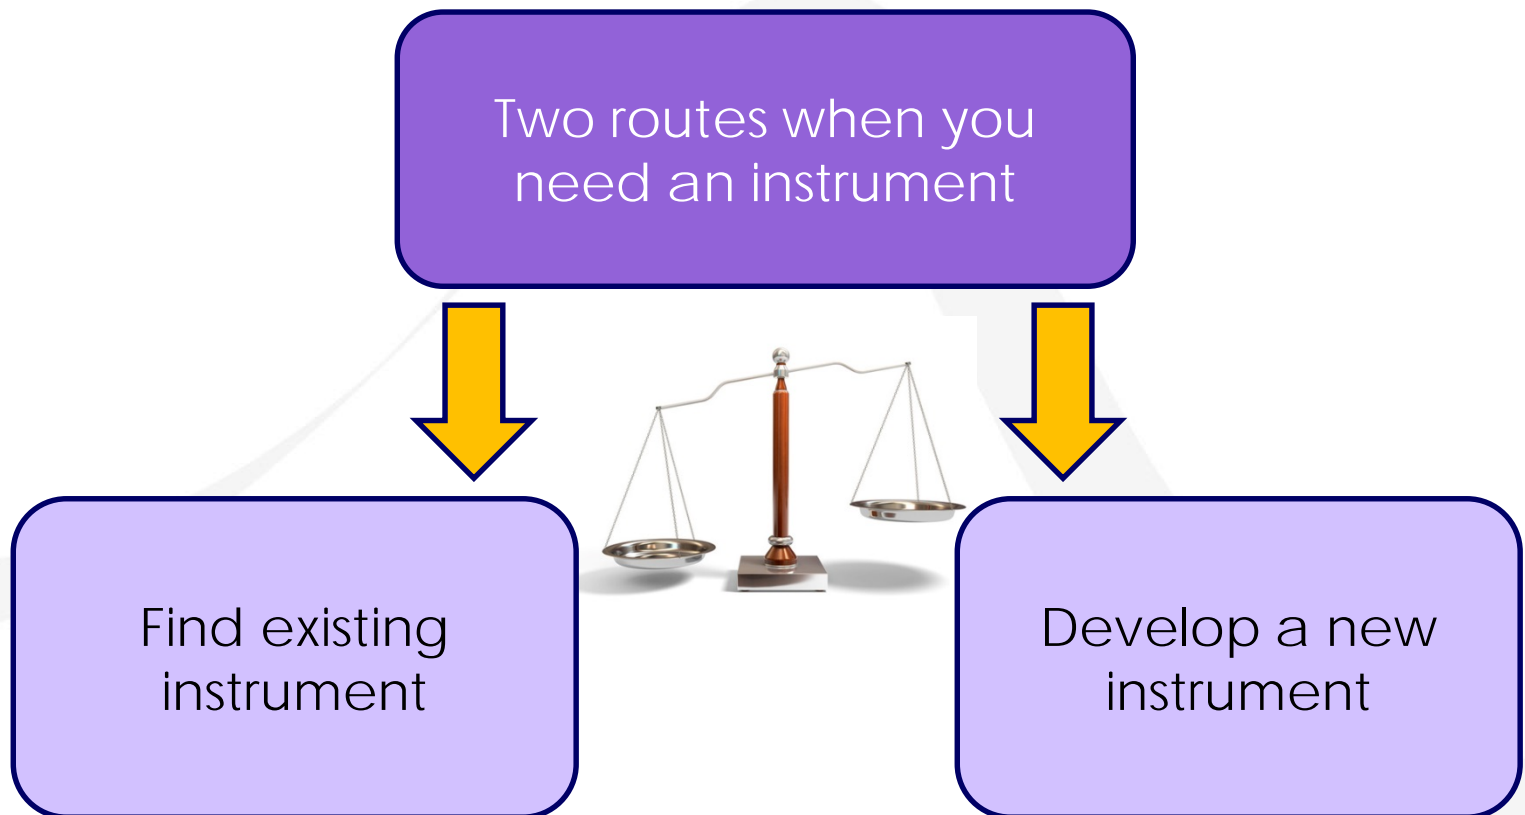 Two routes when you
need an instrument
Find existing
instrument
Develop a new
instrument